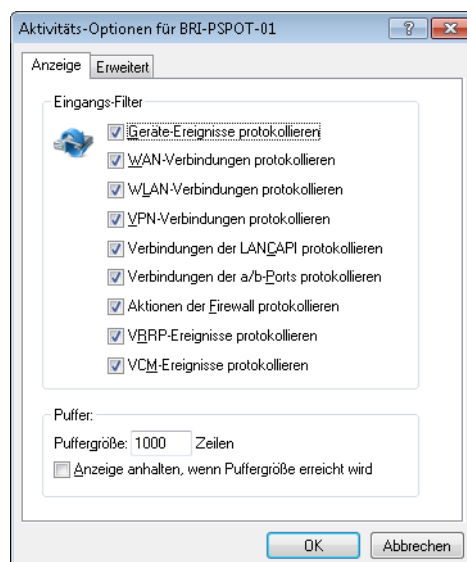 Aktivitäts-Optionen für BRI-PSPOT-01
Anzeige Erweitert
Eingangs-Filter
Geräte-Ereignisse protokollieren
WAN-Verbindungen protokollieren
WLAN-Verbindungen protokollieren
VPN-Verbindungen protokollieren
Verbindungen der LANCAPI protokollieren
Verbindungen der a/b-Ports protokollieren
Aktionen der Firewall protokollieren
VRRP-Ereignisse protokollieren
VCM-Ereignisse protokollieren
Puffer:
Puffergröße: 1000 Zeilen
Anzeige anhalten, wenn Puffergröße erreicht wird
OK Abbrechen